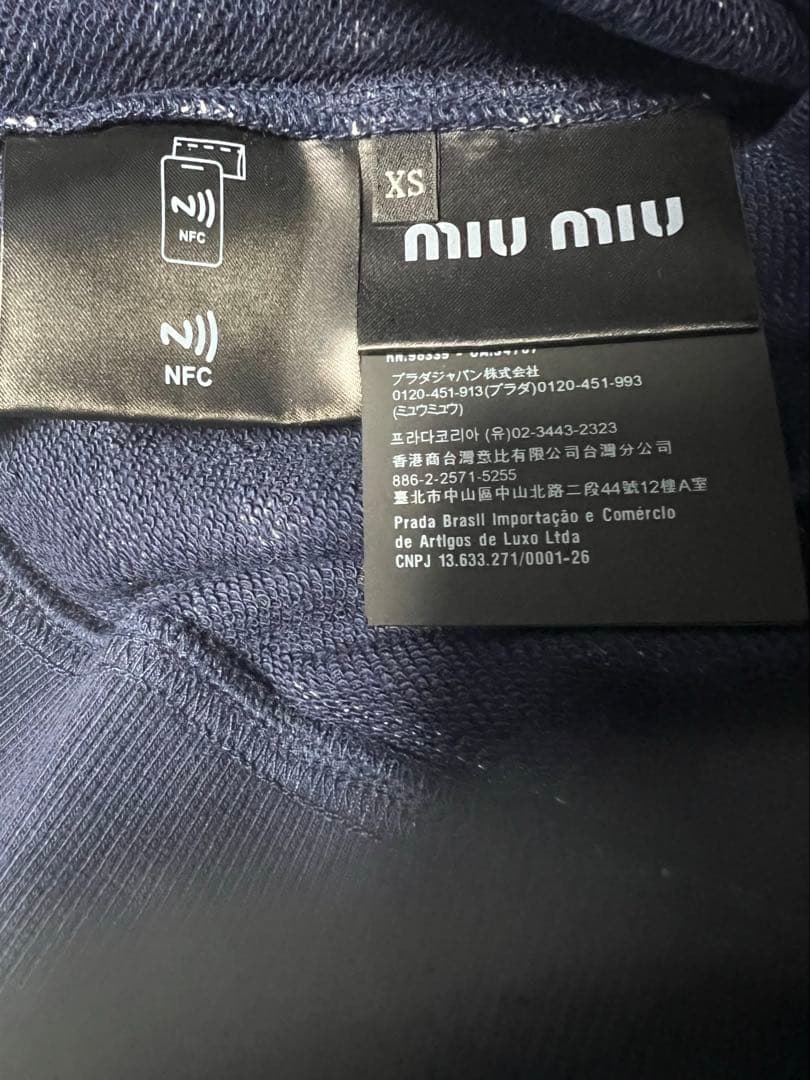 NFC
NFC
XS
miu miu
プラダジャパン株式会社
0120-451-913(プラダ)0120-451-993
(ミュウミュウ)
프라다코리아 (유)02-3443-2323
香港商台灣意比有限公司台灣分公司
886-2-2571-5255
臺北市中山區中山北路二段44號12樓A室
Prada Brasil Importação e Comércio
de Artigos de Luxo Ltda
CNPJ 13.633.271/0001-26